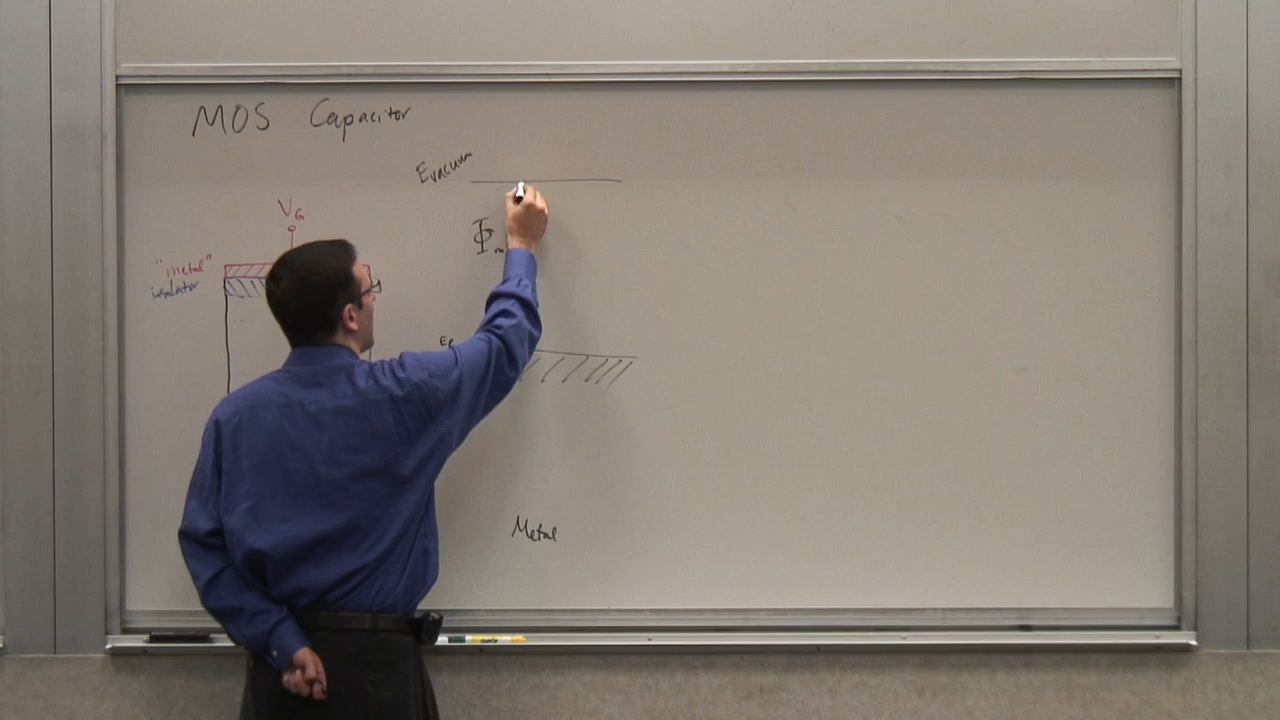 MOS Capacitor
Evacuum
VG
Φm
"metal"
insulator
EF
Metal